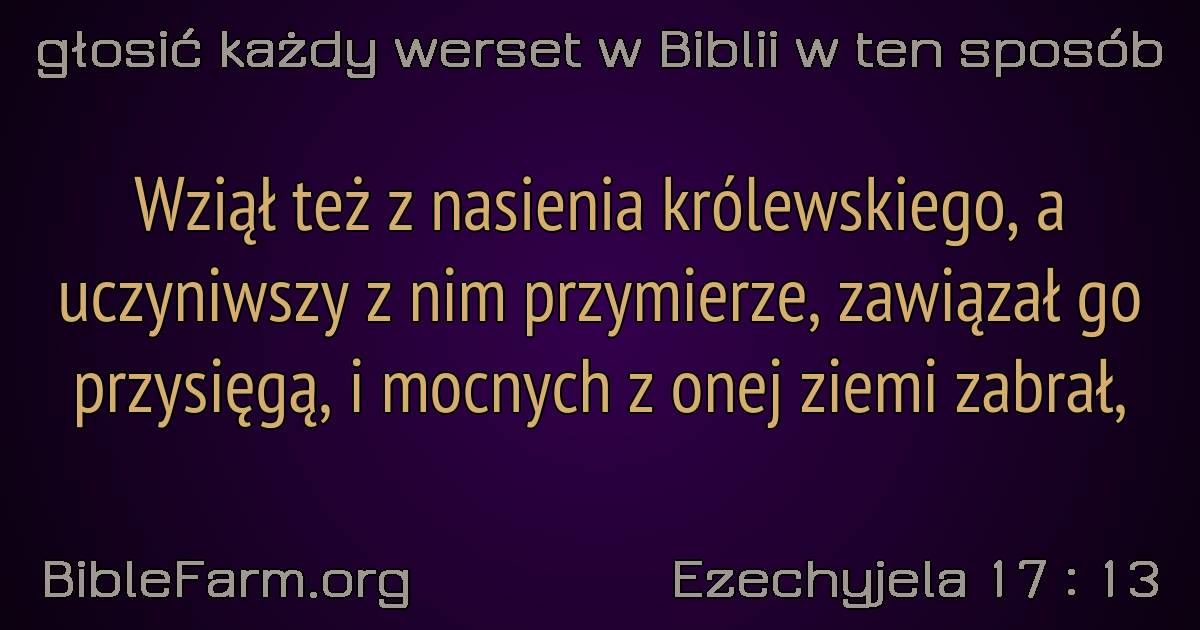 głosić każdy werset w Biblii w ten sposób
Wziął też z nasienia królewskiego, a
uczyniwszy z nim przymierze, zawiązał go
przysięgą, i mocnych z onej ziemi zabrał,
BibleFarm.org
Ezechyjela 17 : 13